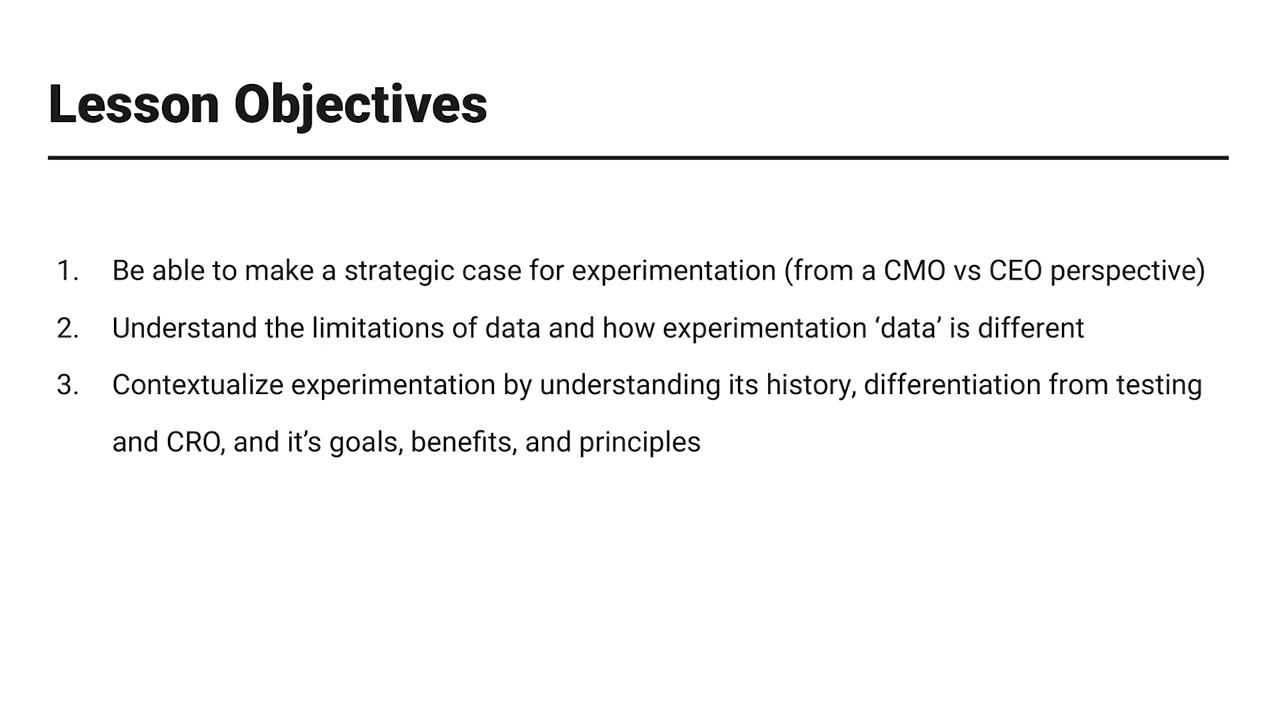 Lesson Objectives
1. Be able to make a strategic case for experimentation (from a CMO vs CEO perspective)
2. Understand the limitations of data and how experimentation ‘data’ is different
3. Contextualize experimentation by understanding its history, differentiation from testing
and CRO, and it’s goals, benefits, and principles